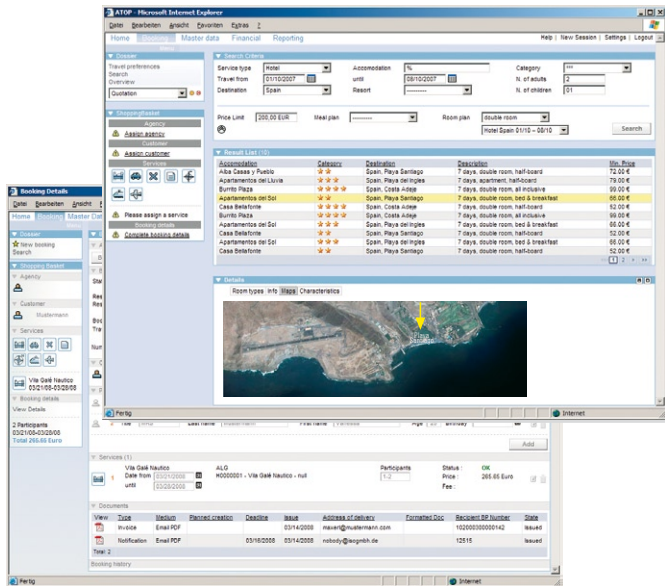 ATOP - Microsoft Internet Explorer
Datei Bearbeiten Ansicht Favoriten Extras ?
Home Booking Master data Financial Reporting Help | New Session | Settings | Logout
Dossier
Travel preferences
Search
Overview
Quotation
ShoppingBasket
Agency
Assign agency
Customer
Assign customer
Services
Please assign a service
Booking details
Complete booking details
Search Criteria
Service type Hotel Accomodation % Category ***
Travel from 01/10/2007 until 08/10/2007 N. of adults 2
Destination Spain Resort ---------- N. of children 01
Price Limit 200,00 EUR Meal plan ---------- Room plan double room
Hotel Spain 01/10 – 08/10 Search
Result List (10)
Accomodation Category Destination Description Min. Price
Alba Casas y Pueblo Spain, Playa Santiago 7 days, double room, half-board 72.00 €
Apartamentos del Lluvia Spain, Playa del Ingles 7 days, apartment, half-board 79.00 €
Burrito Plaza Spain, Costa Adeje 7 days, double room, all inclusive 99.00 €
Apartamentos del Sol Spain, Playa Santiago 7 days, double room, bed & breakfast 66.00 €
Casa Bellafonte Spain, Costa Adeje 7 days, double room, half-board 52.00 €
Burrito Plaza Spain, Costa Adeje 7 days, double room, all inclusive 99.00 €
Apartamentos del Sol Spain, Playa del Ingles 7 days, double room, bed & breakfast 66.00 €
Casa Bellafonte Spain, Playa Santiago 7 days, double room, half-board 52.00 €
Apartamentos del Sol Spain, Playa del Ingles 7 days, double room, bed & breakfast 66.00 €
Casa Bellafonte Spain, Playa Santiago 7 days, double room, half-board 52.00 €
1 2
Details
Room types Info Maps Characteristics
Playa Santiago
Fertig Internet
Booking Details
Datei Bearbeiten Ansicht
Home Booking Master Dat
Dossier
New booking
Search
Shopping Basket
Agency
Customer
Mustermann
Services
Vila Galé Nautico
03/21/08-03/28/08
Booking details
View Details
2 Participants
03/21/08-03/28/08
Total 265.65 Euro
Add
Services (1)
1 Vila Galé Nautico ALG Participants Status : OK
Date from 03/21/2008 H0000001 - Vila Galé Nautico - null 1-2 Price : 265.65 Euro
until 03/28/2008 Fee :
Documents
View Type Medium Planned creation Deadline Issue Address of delivery Formatted Doc Recipient BP Number State
Invoice Email PDF 03/14/2008 maxerl@mustermann.com 102000300000142 Issued
Notification Email PDF 03/16/2008 03/14/2008 nobody@isogmbh.de 12515 Issued
Total: 2
Booking history
Fertig Internet